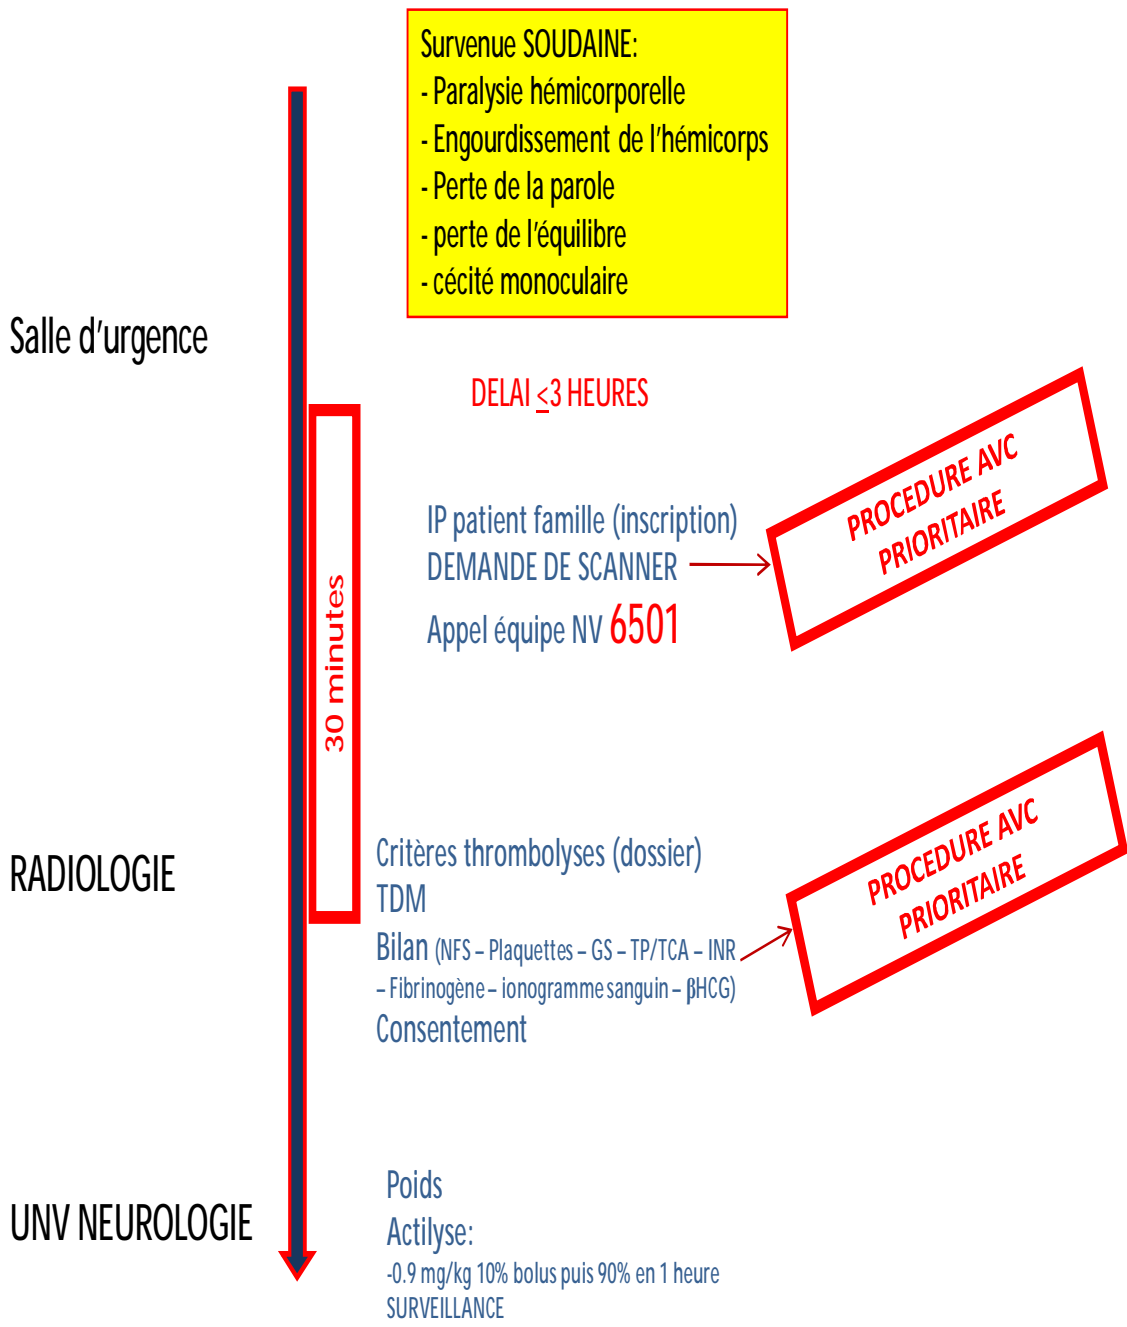 Survenue SOUDAINE:
- Paralysie hémicorporelle
- Engourdissement de l'hémicorps
- Perte de la parole
- perte de l'équilibre
- cécité monoculaire
Salle d'urgence
DELAI ≤3 HEURES
IP patient famille (inscription)
DEMANDE DE SCANNER
Appel équipe NV 6501
PROCEDURE AVC
PRIORITAIRE
30 minutes
RADIOLOGIE
Critères thrombolyses (dossier)
TDM
Bilan (NFS – Plaquettes – GS – TP/TCA – INR
– Fibrinogène – ionogramme sanguin – βHCG)
Consentement
PROCEDURE AVC
PRIORITAIRE
UNV NEUROLOGIE
Poids
Actilyse:
-0.9 mg/kg 10% bolus puis 90% en 1 heure
SURVEILLANCE